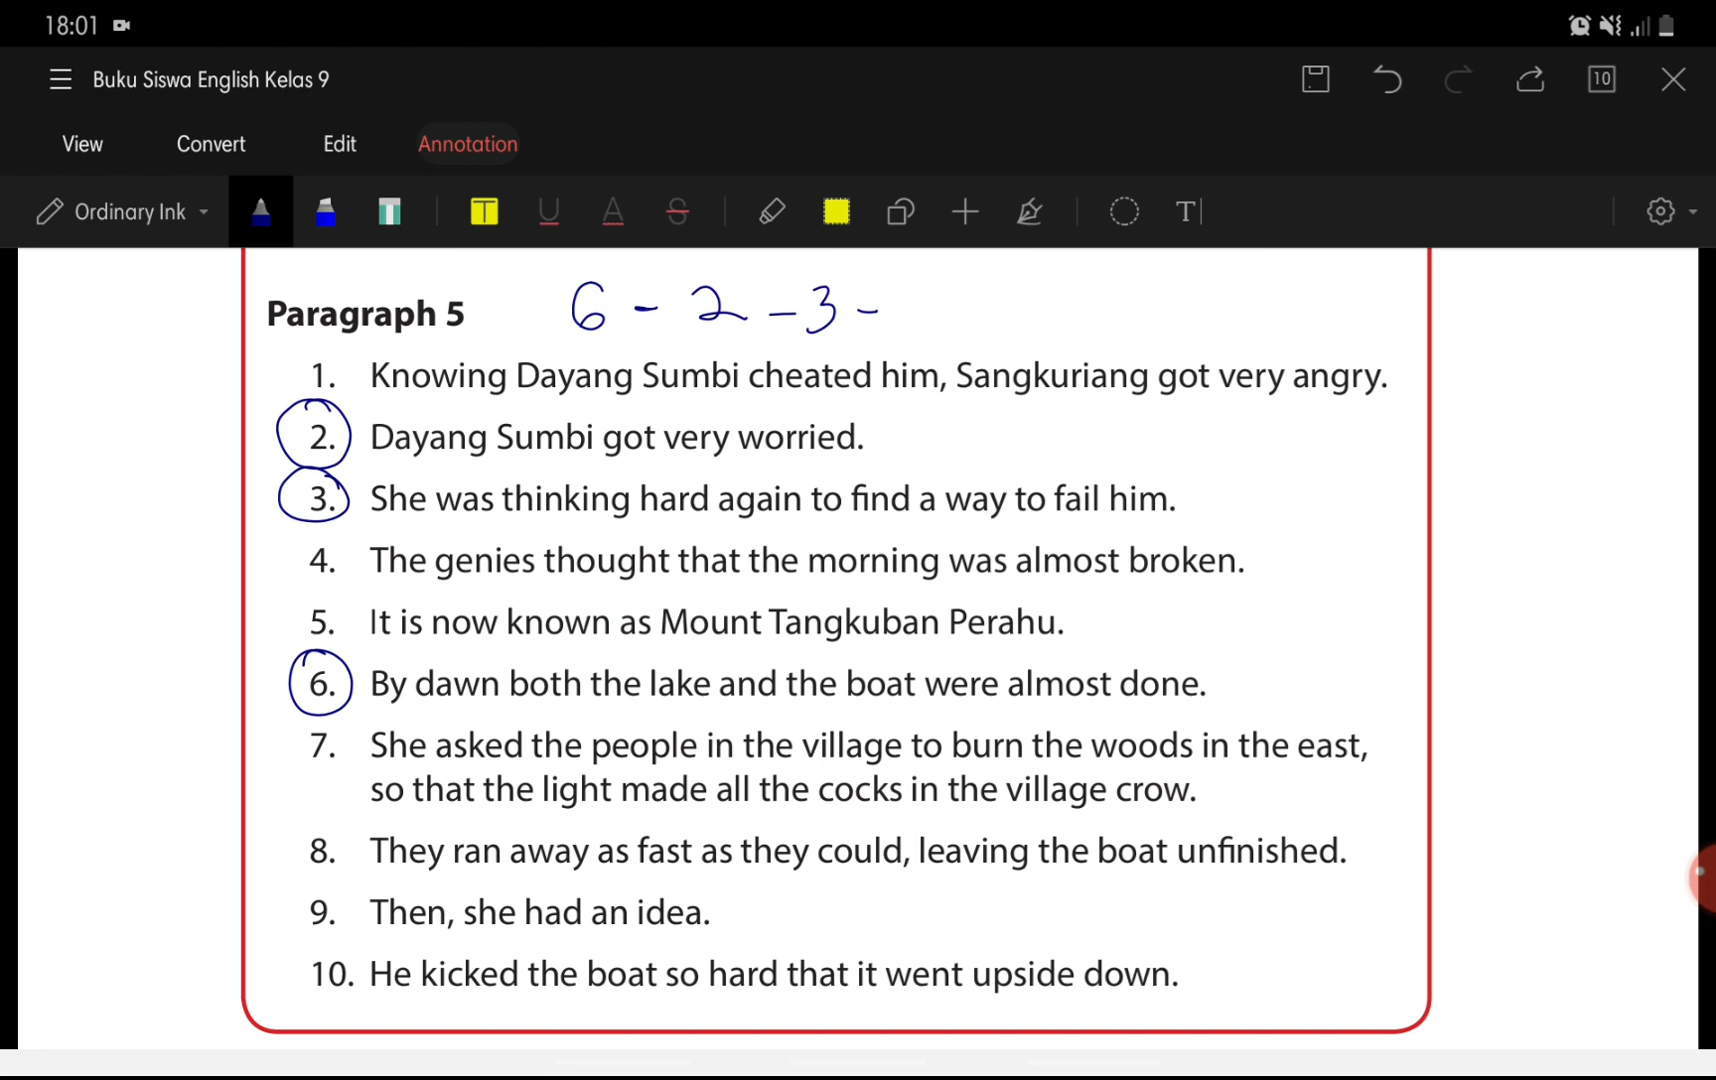 18:01
Buku Siswa English Kelas 9
10
View Convert Edit Annotation
Ordinary Ink T U A S T
Paragraph 5 6 - 2 - 3 -
1. Knowing Dayang Sumbi cheated him, Sangkuriang got very angry.
2. Dayang Sumbi got very worried.
3. She was thinking hard again to find a way to fail him.
4. The genies thought that the morning was almost broken.
5. It is now known as Mount Tangkuban Perahu.
6. By dawn both the lake and the boat were almost done.
7. She asked the people in the village to burn the woods in the east,
so that the light made all the cocks in the village crow.
8. They ran away as fast as they could, leaving the boat unfinished.
9. Then, she had an idea.
10. He kicked the boat so hard that it went upside down.